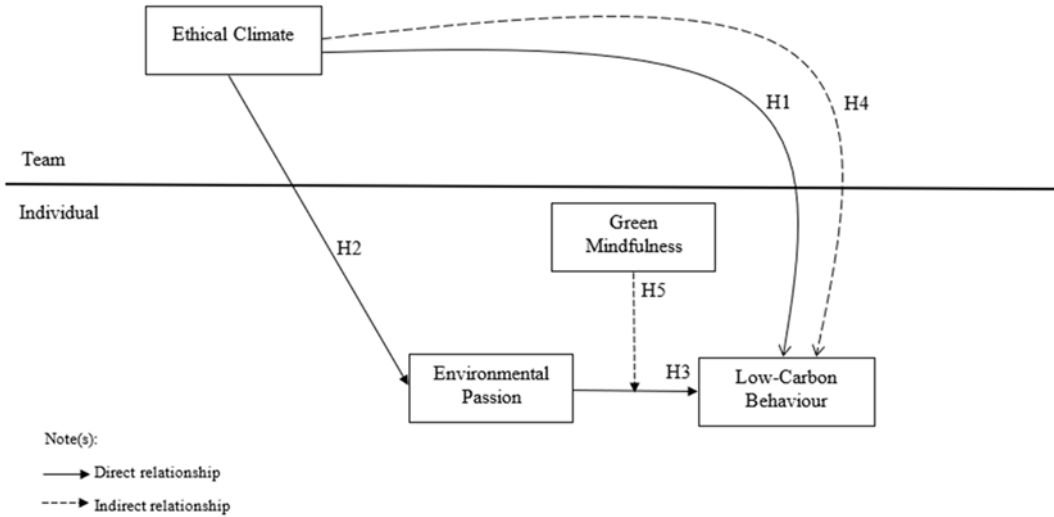 Ethical Climate
H1
H4
Team
Individual
Green
Mindfulness
H2
H5
Environmental
Passion
H3
Low-Carbon
Behaviour
Note(s):
Direct relationship
Indirect relationship